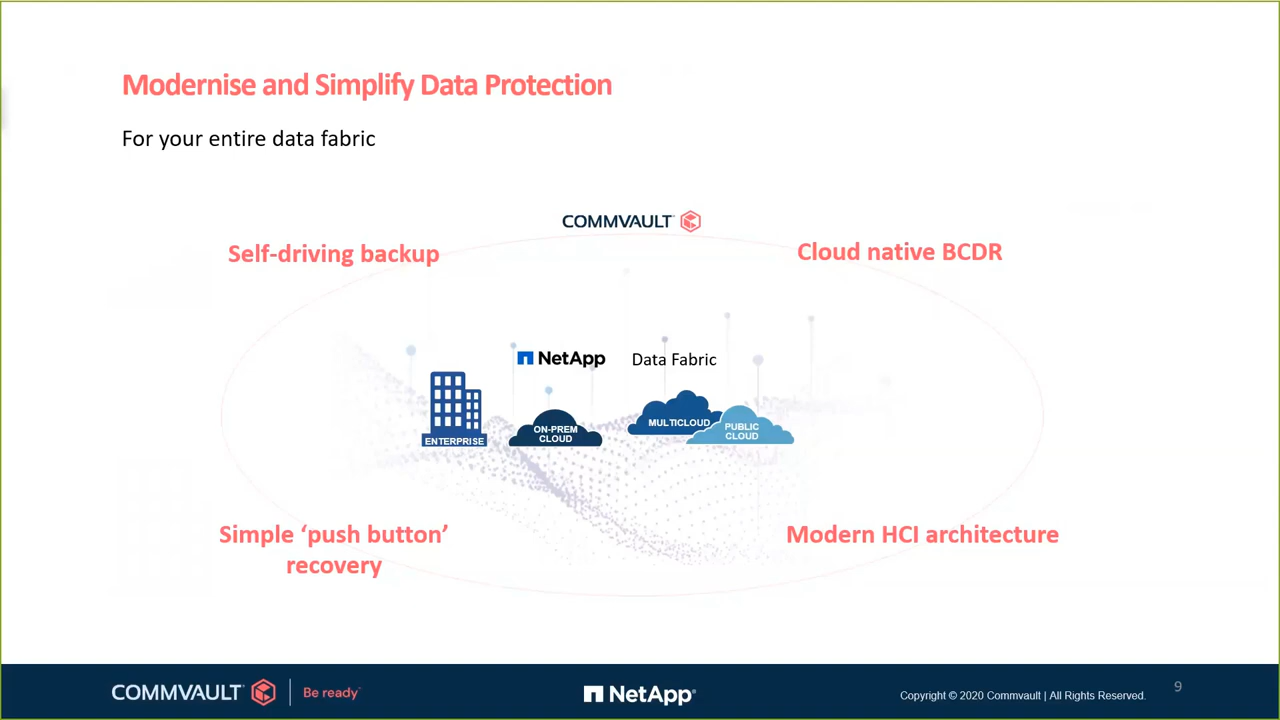 Modernise and Simplify Data Protection
For your entire data fabric
COMMVAULT
Self-driving backup
Cloud native BCDR
NetApp Data Fabric
ENTERPRISE
ON-PREM
CLOUD
MULTICLOUD
PUBLIC
CLOUD
Simple ‘push button’
recovery
Modern HCI architecture
COMMVAULT Be ready™
NetApp®
Copyright © 2020 Commvault | All Rights Reserved.
9